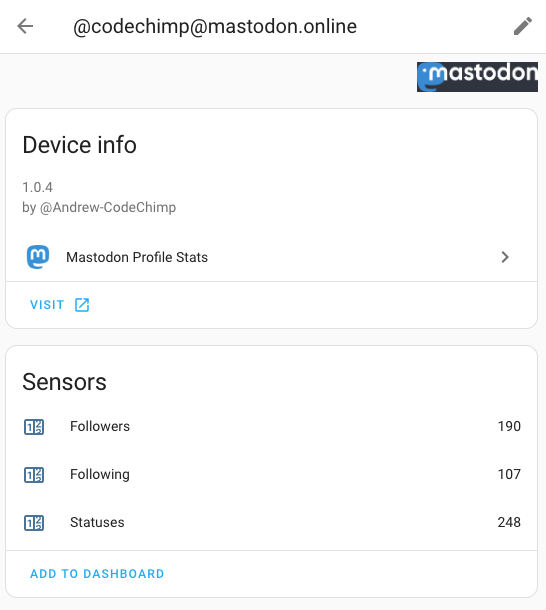 @codechimp@mastodon.online
mastodon
Device info
1.0.4
by @Andrew-CodeChimp
Mastodon Profile Stats
VISIT
Sensors
Followers 190
Following 107
Statuses 248
ADD TO DASHBOARD